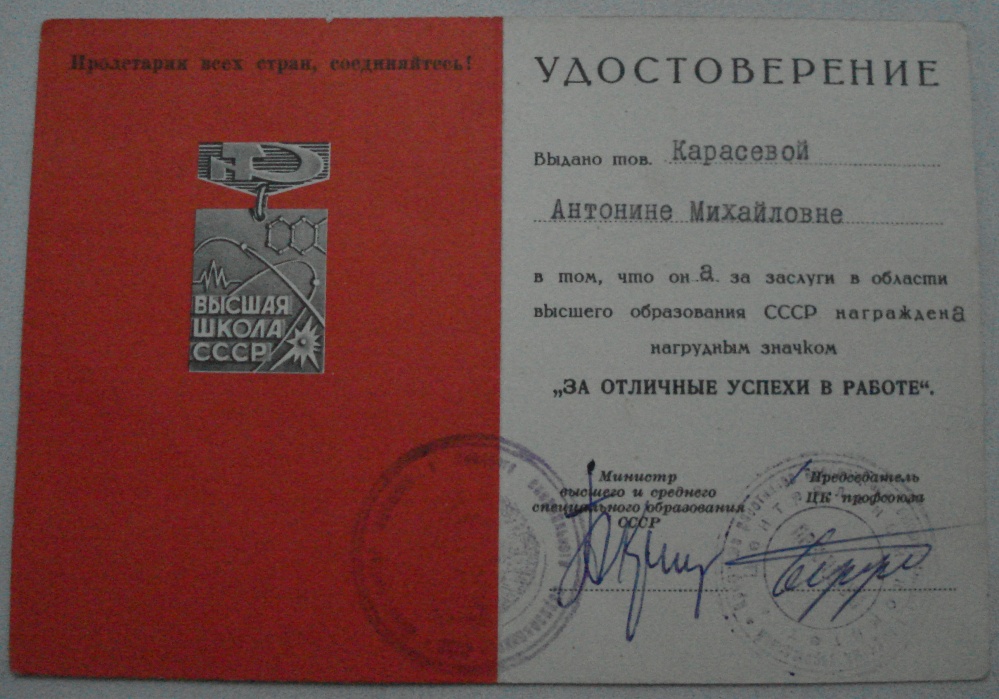 Пролетарии всех стран, соединяйтесь!
ВЫСШАЯ
ШКОЛА
СССР
УДОСТОВЕРЕНИЕ
Выдано тов. Карасевой
Антонине Михайловне
в том, что он а за заслуги в области
высшего образования СССР награждена
нагрудным значком
„ЗА ОТЛИЧНЫЕ УСПЕХИ В РАБОТЕ“.
Министр
высшего и среднего
специального образования
СССР
Председатель
ЦК профсоюза